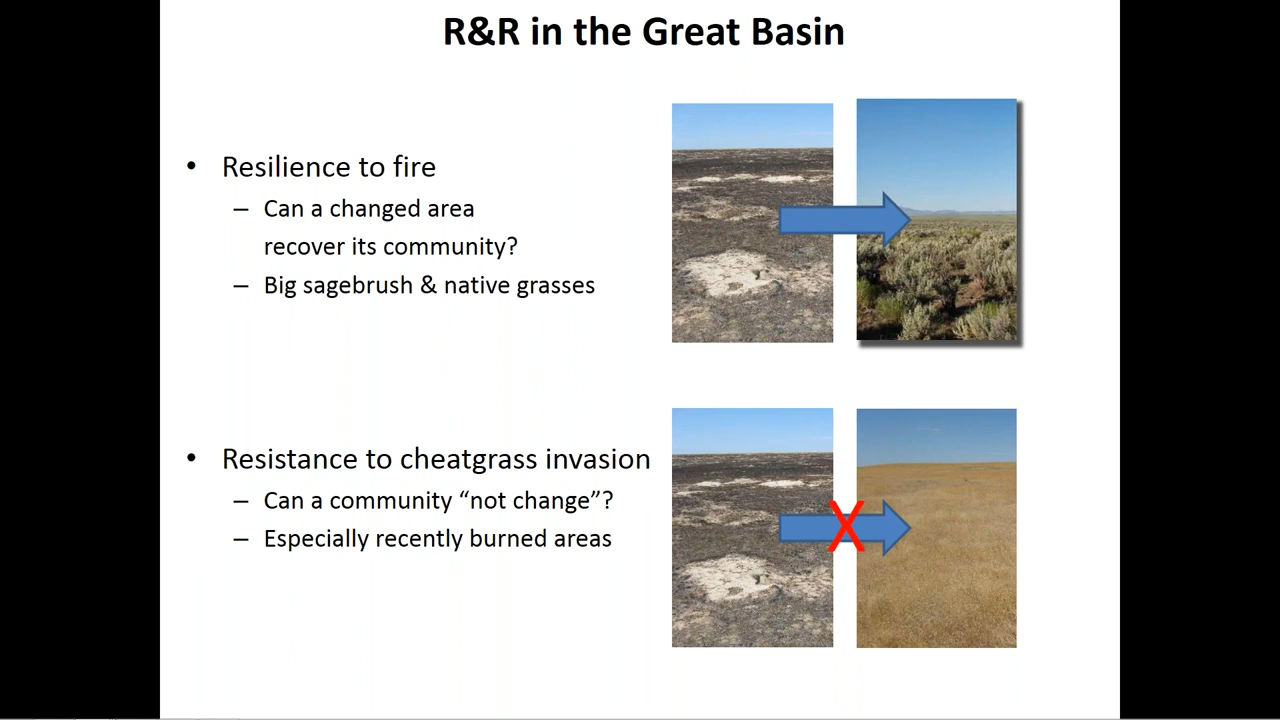 R&R in the Great Basin
• Resilience to fire
– Can a changed area
recover its community?
– Big sagebrush & native grasses
• Resistance to cheatgrass invasion
– Can a community “not change”?
– Especially recently burned areas
X